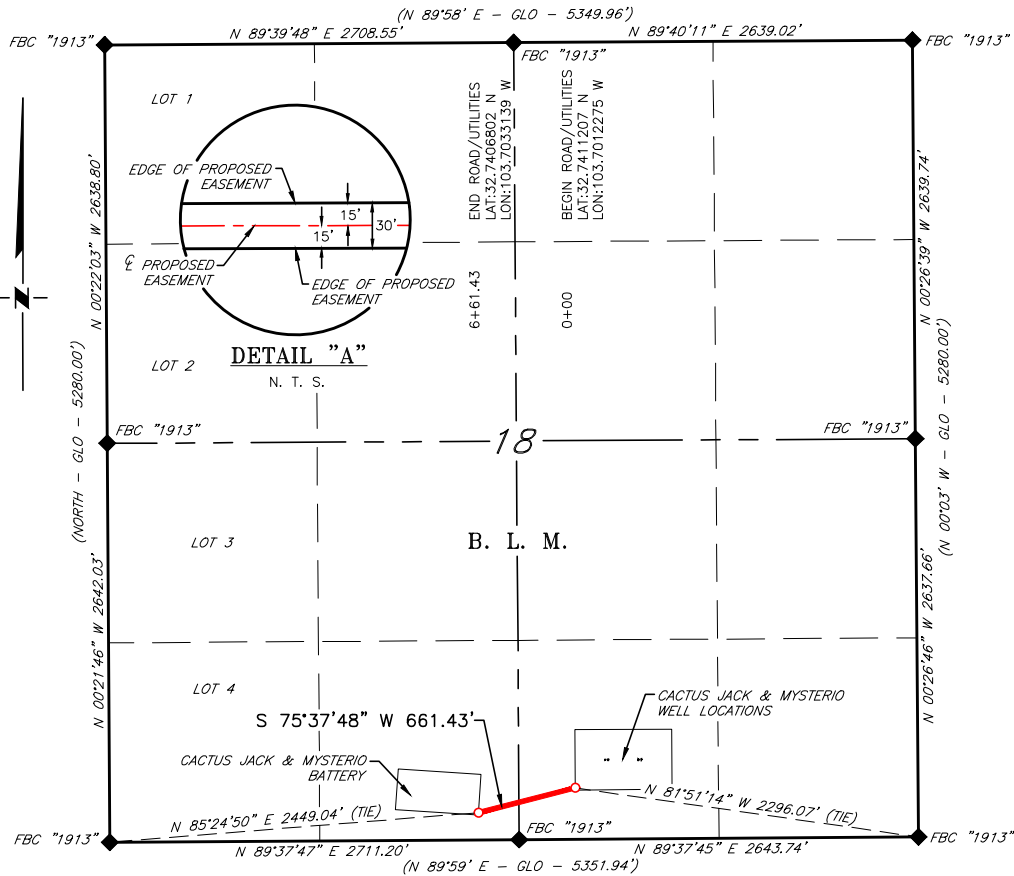 (N 89°58' E - GLO - 5349.96')
FBC "1913"
N 89°39'48" E 2708.55'
N 89°40'11" E 2639.02'
FBC "1913"
FBC "1913"
LOT 1
END ROAD/UTILITIES
LAT:32.7406802 N
LON:103.7033139 W
BEGIN ROAD/UTILITIES
LAT:32.7411207 N
LON:103.7012275 W
N 00°22'03" W 2638.80'
N 00°26'39" W 2639.74'
EDGE OF PROPOSED
EASEMENT
15'
30'
15'
℄ PROPOSED
EASEMENT
EDGE OF PROPOSED
EASEMENT
6+61.43
0+00
N
DETAIL "A"
N. T. S.
LOT 2
(NORTH - GLO - 5280.00')
(N 00°03' W - GLO - 5280.00')
FBC "1913"
18
FBC "1913"
LOT 3
B. L. M.
N 00°21'46" W 2642.03'
N 00°26'46" W 2637.66'
LOT 4
CACTUS JACK & MYSTERIO
WELL LOCATIONS
S 75°37'48" W 661.43'
CACTUS JACK & MYSTERIO
BATTERY
N 85°24'50" E 2449.04' (TIE)
N 81°51'14" W 2296.07' (TIE)
FBC "1913"
FBC "1913"
FBC "1913"
N 89°37'47" E 2711.20'
N 89°37'45" E 2643.74'
(N 89°59' E - GLO - 5351.94')